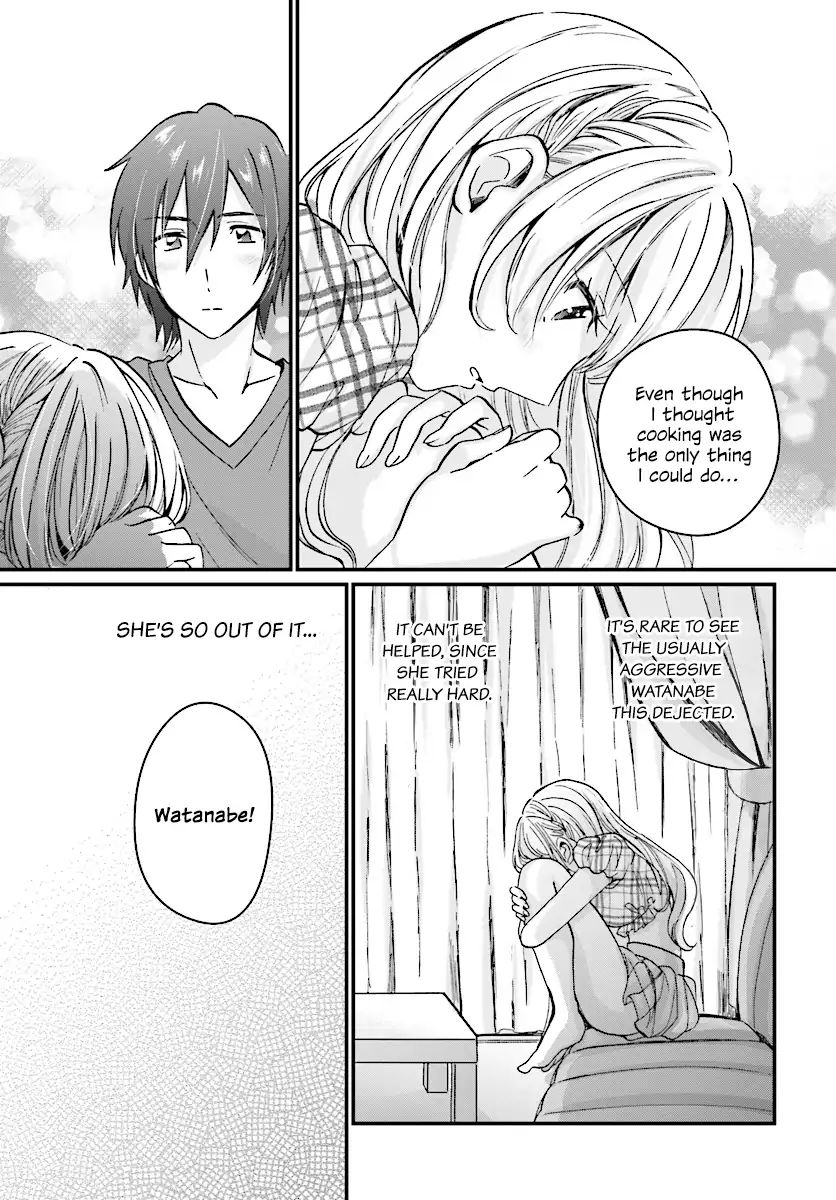 Even though
I thought
cooking was
the only thing
I could do...
IT'S RARE TO SEE
THE USUALLY
AGGRESSIVE
WATANABE
THIS DEJECTED.
IT CAN'T BE
HELPED, SINCE
SHE TRIED
REALLY HARD.
SHE'S SO OUT OF IT...
Watanabe!